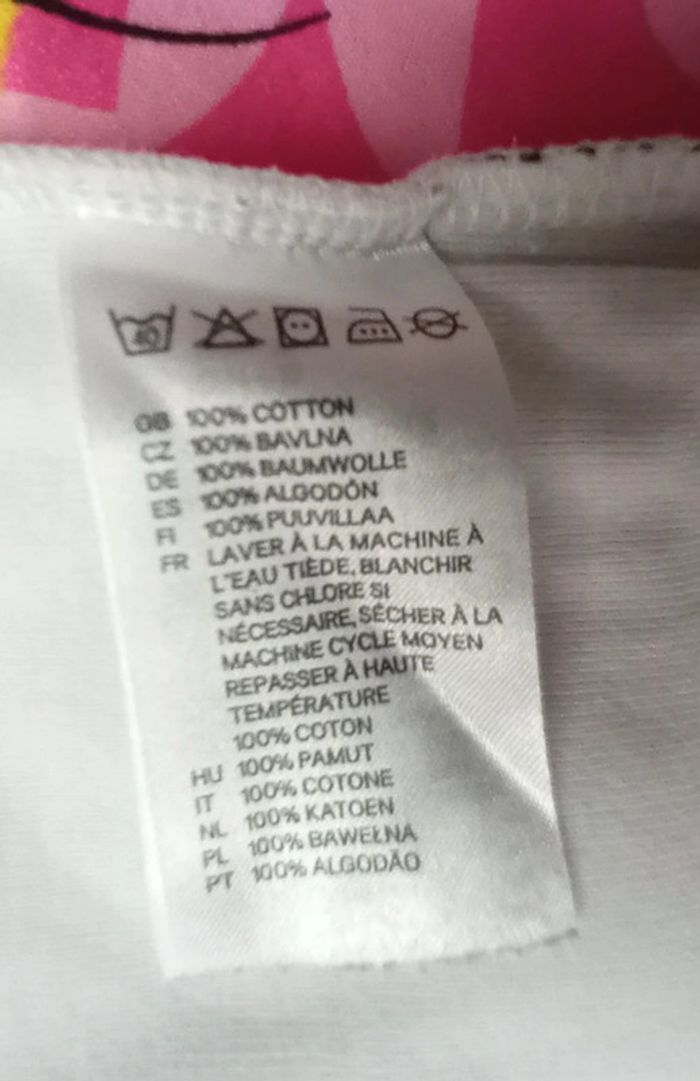 40
GB 100% COTTON
CZ 100% BAVLNA
DE 100% BAUMWOLLE
ES 100% ALGODÓN
FI 100% PUUVILLAA
FR LAVER À LA MACHINE À
L'EAU TIÈDE, BLANCHIR
SANS CHLORE SI
NÉCESSAIRE, SÉCHER À LA
MACHINE CYCLE MOYEN
REPASSER À HAUTE
TEMPÉRATURE
100% COTON
HU 100% PAMUT
IT 100% COTONE
NL 100% KATOEN
PL 100% BAWEŁNA
PT 100% ALGODÃO